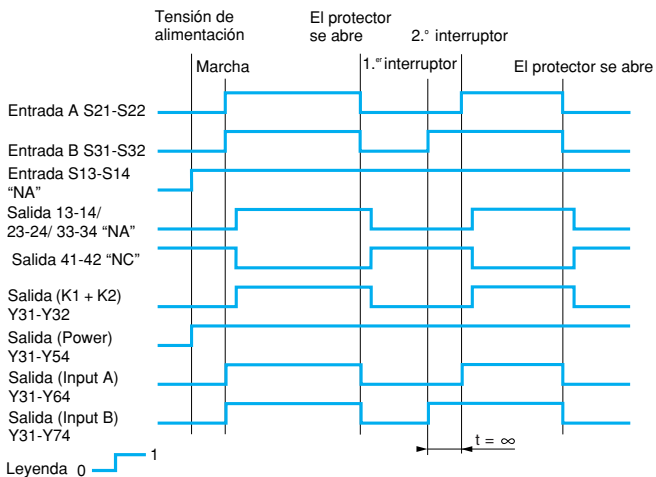 Tensión de
alimentación
El protector
se abre
2.° interruptor
Marcha
1.er interruptor
El protector se abre
Entrada A S21-S22
Entrada B S31-S32
Entrada S13-S14
“NA”
Salida 13-14/
23-24/ 33-34 “NA”
Salida 41-42 “NC”
Salida (K1 + K2)
Y31-Y32
Salida (Power)
Y31-Y54
Salida (Input A)
Y31-Y64
Salida (Input B)
Y31-Y74
t = ∞
Leyenda 0 1